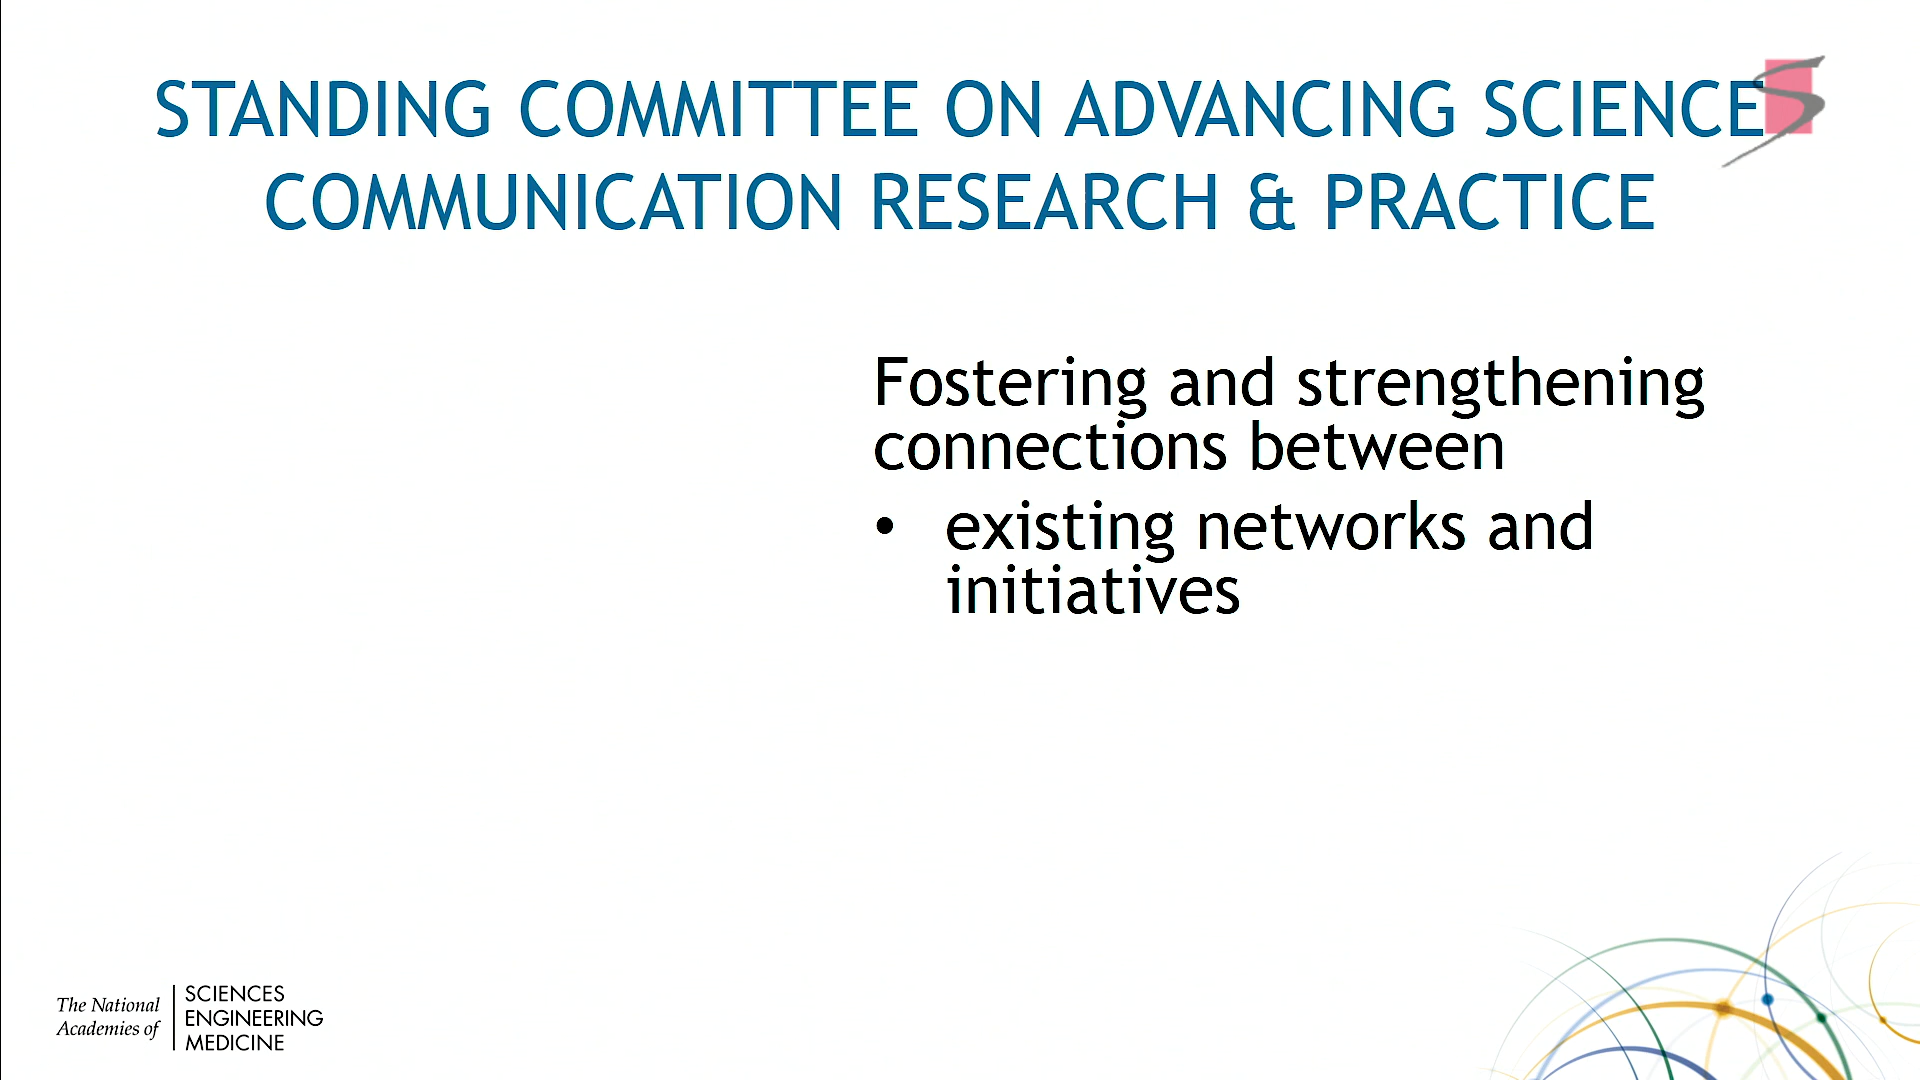 STANDING COMMITTEE ON ADVANCING SCIENCE
COMMUNICATION RESEARCH & PRACTICE
Fostering and strengthening
connections between
• existing networks and
initiatives
The National
Academies of
SCIENCES
ENGINEERING
MEDICINE